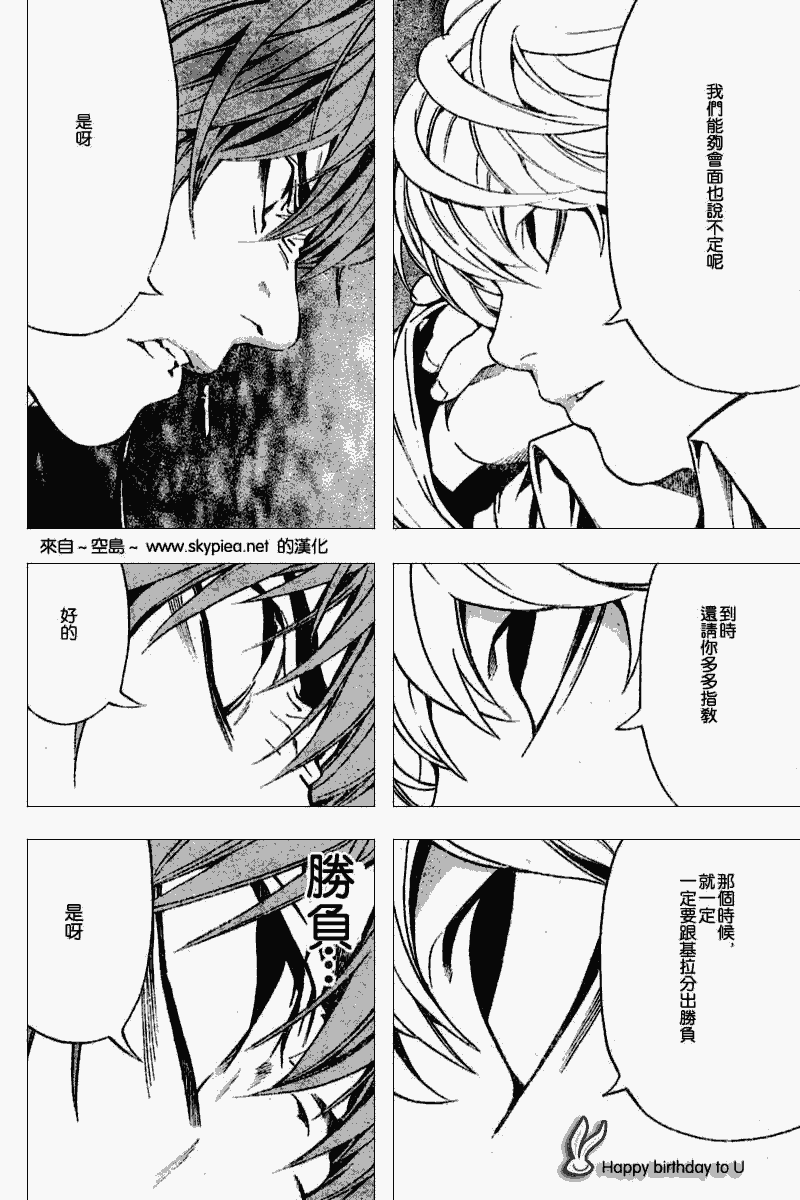 我們能夠會面也說不定呢
是呀
來自～空島～ www.skypiea.net 的漢化
到時
還請你多多指教
好的
那個時候,
就一定
一定要跟基拉分出勝負
勝負…
是呀
Happy birthday to U